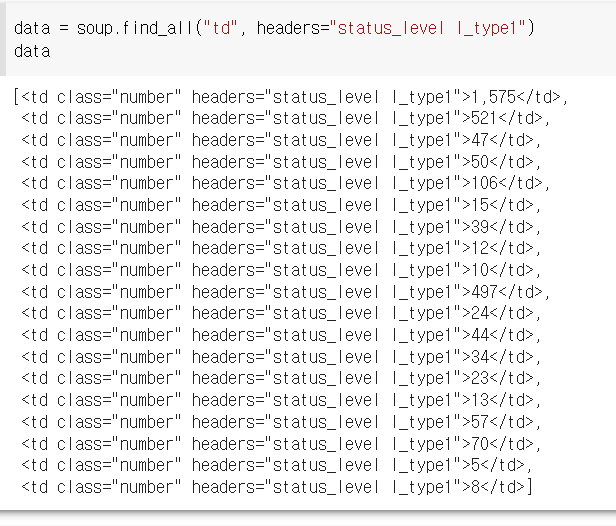 data = soup.find_all("td", headers="status_level l_type1")
data
[<td class="number" headers="status_level l_type1">1,575</td>,
<td class="number" headers="status_level l_type1">521</td>,
<td class="number" headers="status_level l_type1">47</td>,
<td class="number" headers="status_level l_type1">50</td>,
<td class="number" headers="status_level l_type1">106</td>,
<td class="number" headers="status_level l_type1">15</td>,
<td class="number" headers="status_level l_type1">39</td>,
<td class="number" headers="status_level l_type1">12</td>,
<td class="number" headers="status_level l_type1">10</td>,
<td class="number" headers="status_level l_type1">497</td>,
<td class="number" headers="status_level l_type1">24</td>,
<td class="number" headers="status_level l_type1">44</td>,
<td class="number" headers="status_level l_type1">34</td>,
<td class="number" headers="status_level l_type1">23</td>,
<td class="number" headers="status_level l_type1">13</td>,
<td class="number" headers="status_level l_type1">57</td>,
<td class="number" headers="status_level l_type1">70</td>,
<td class="number" headers="status_level l_type1">5</td>,
<td class="number" headers="status_level l_type1">8</td>]